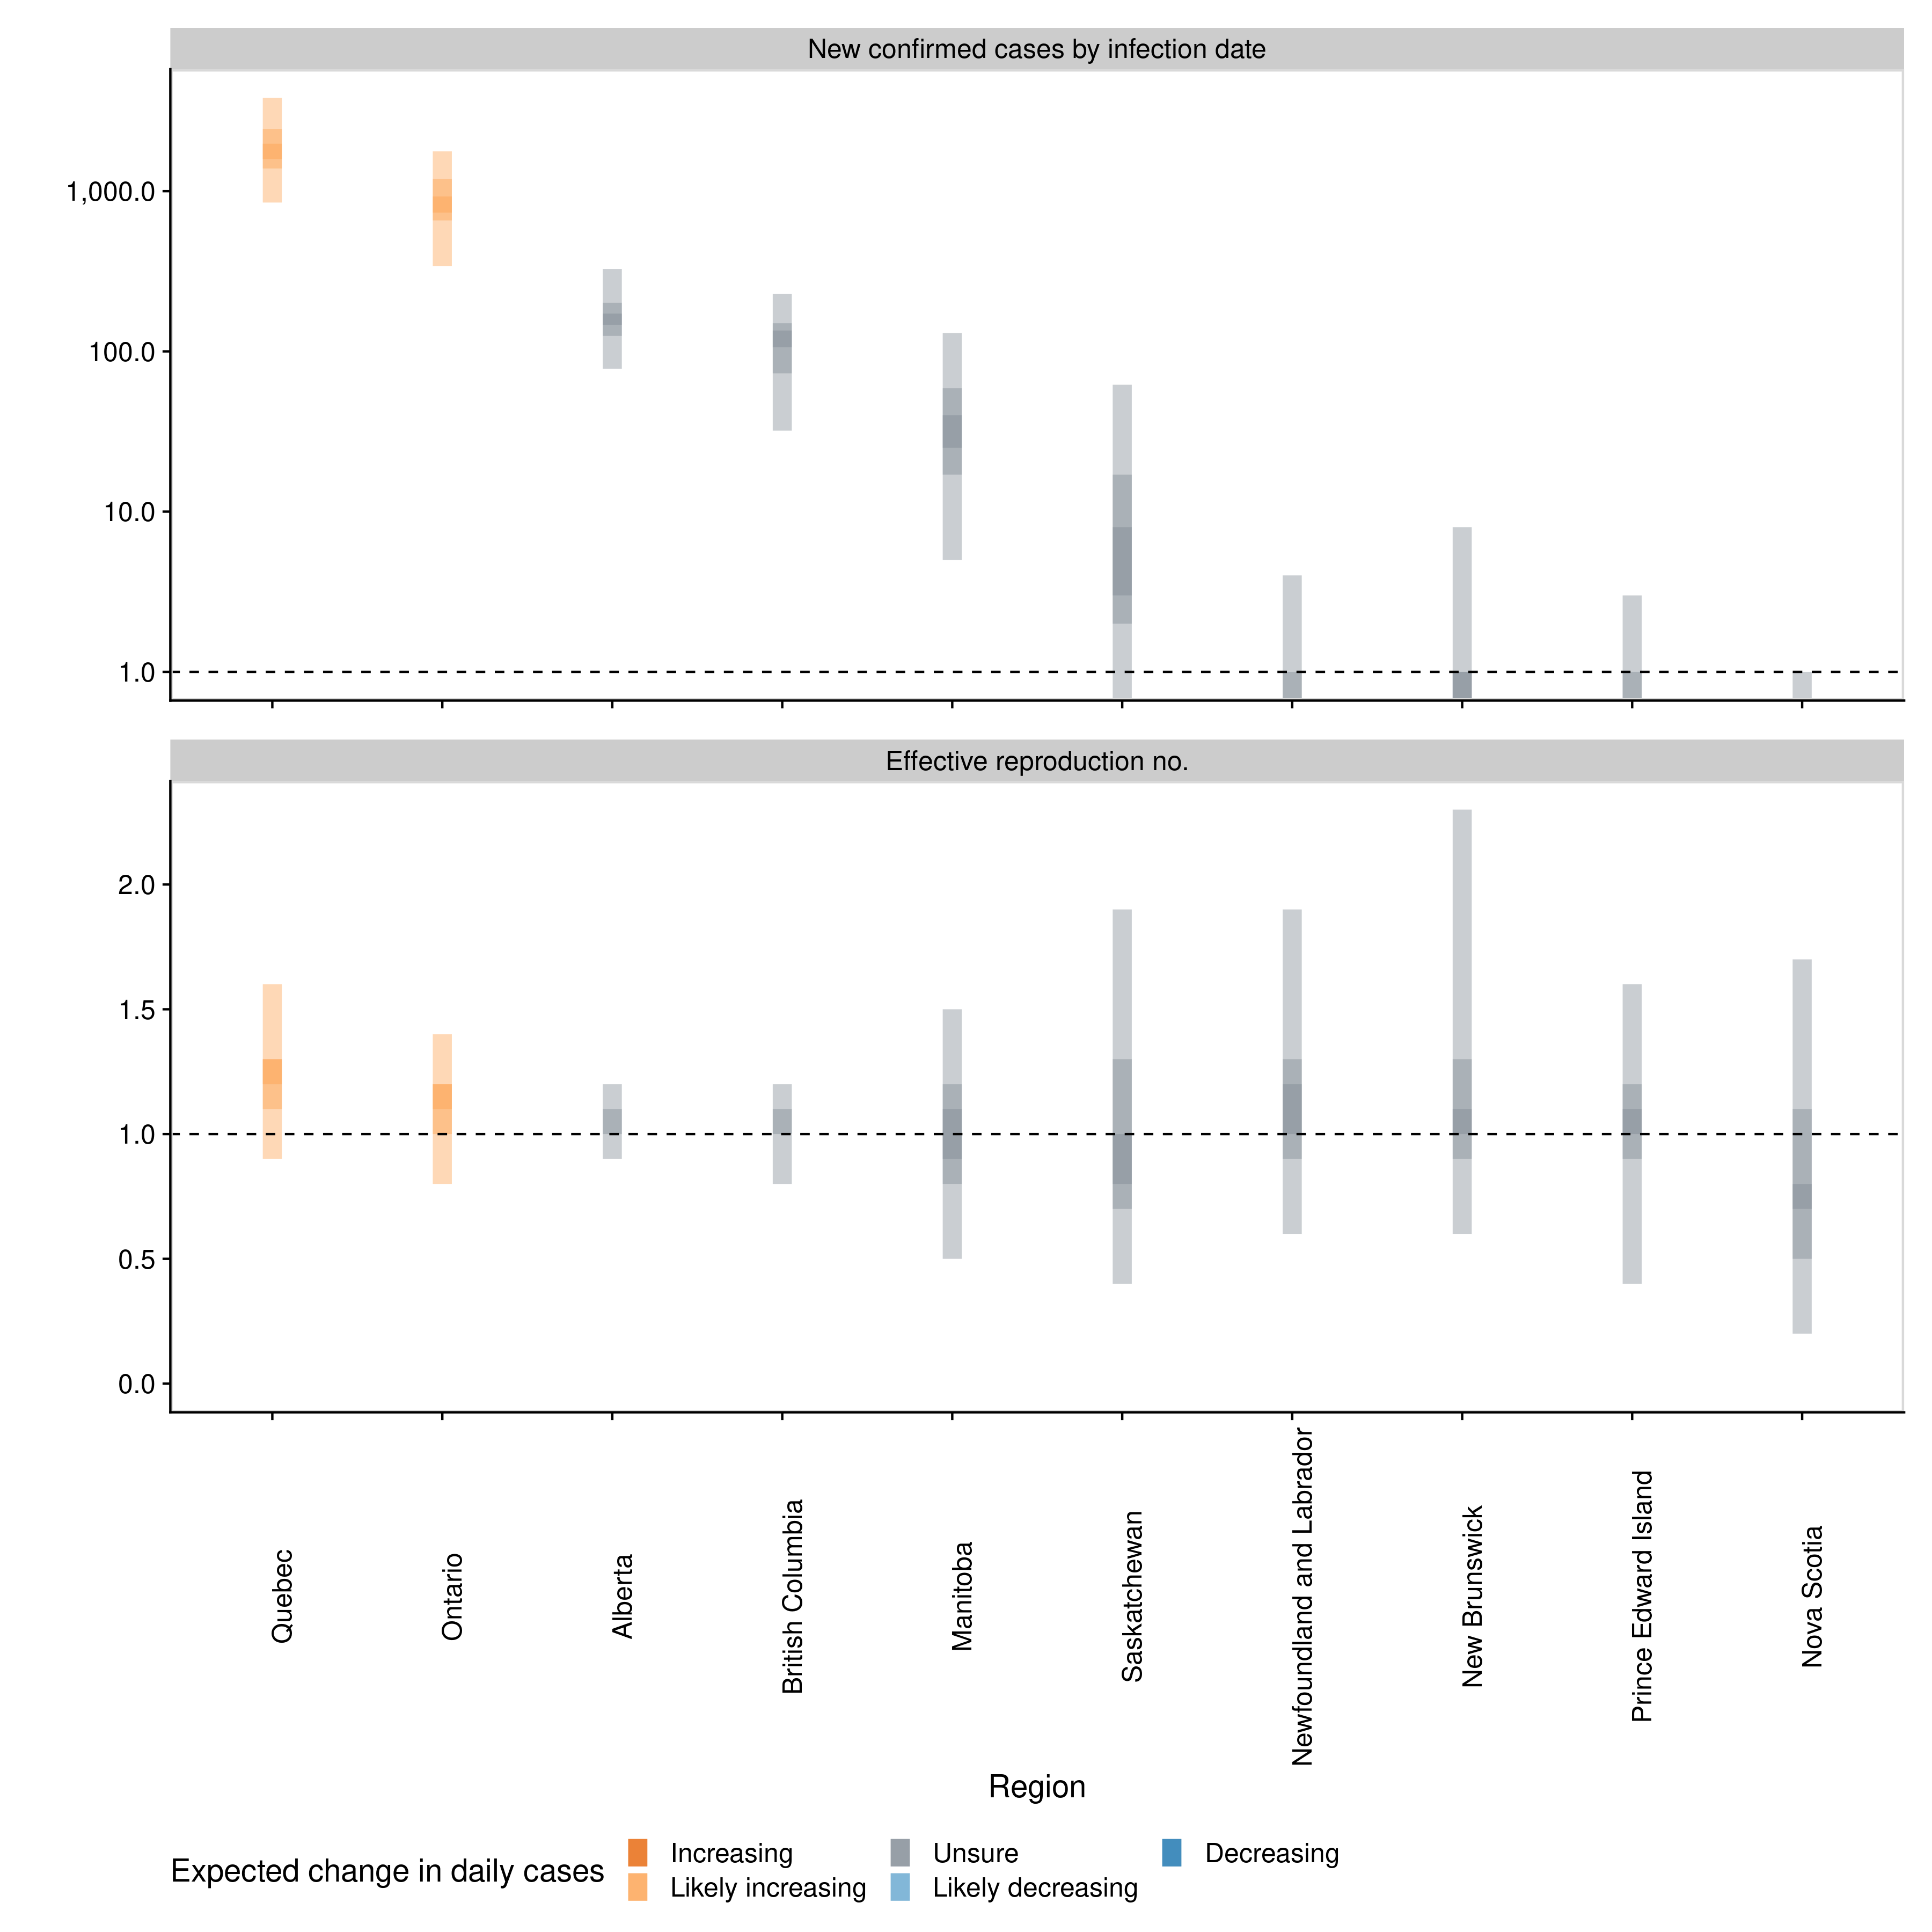 New confirmed cases by infection date
1,000.0
100.0
10.0
1.0
Effective reproduction no.
2.0
1.5
1.0
0.5
0.0
Quebec
Ontario
Alberta
British Columbia
Manitoba
Saskatchewan
Newfoundland and Labrador
New Brunswick
Prince Edward Island
Nova Scotia
Region
Expected change in daily cases
Increasing
Likely increasing
Unsure
Likely decreasing
Decreasing